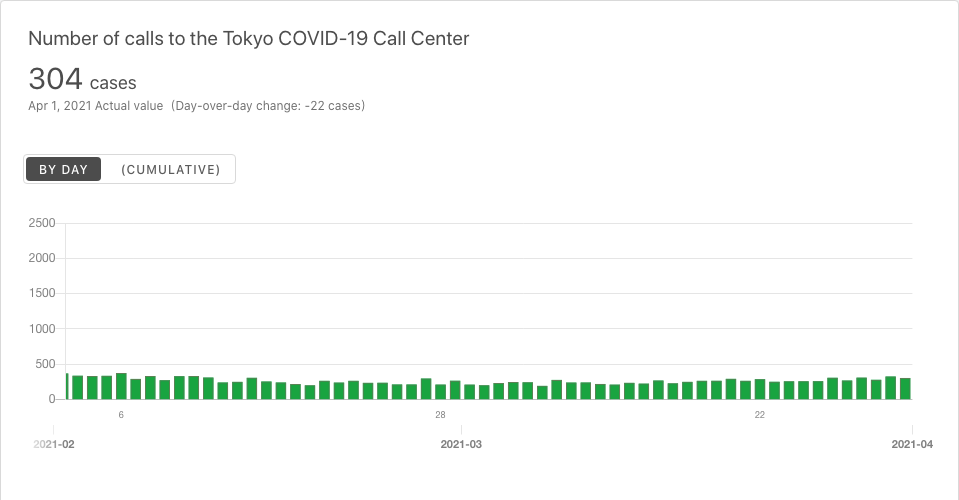 Number of calls to the Tokyo COVID-19 Call Center
304 cases
Apr 1, 2021 Actual value (Day-over-day change: -22 cases)
BY DAY (CUMULATIVE)
2500
2000
1500
1000
500
0
6 28 22
2021-02 2021-03 2021-04